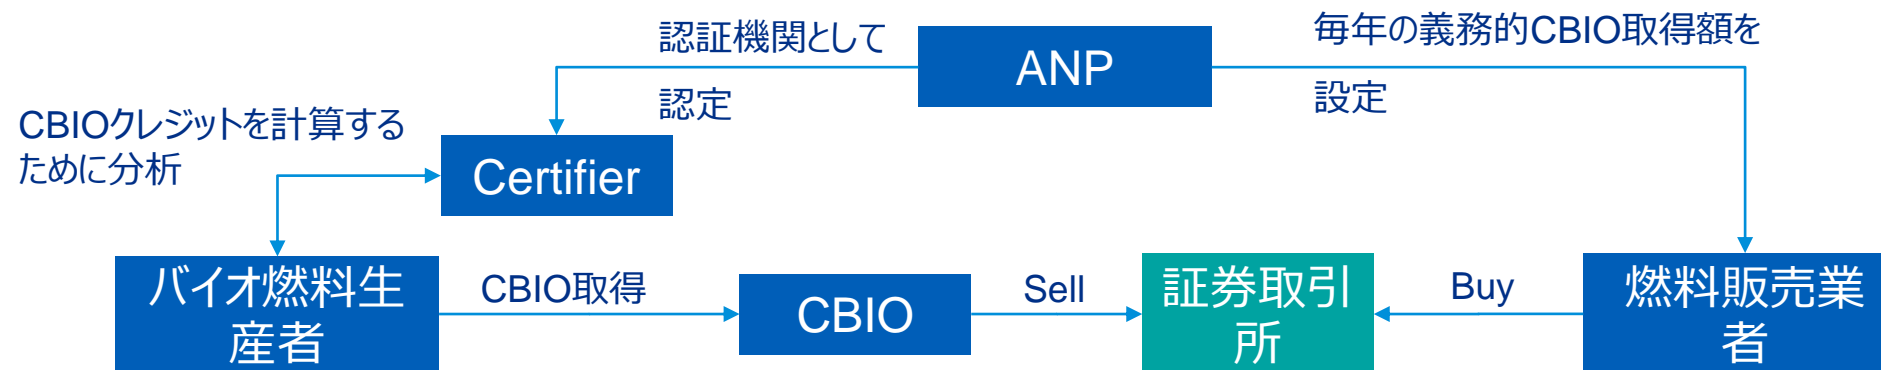 認証機関として
認定
ANP
毎年の義務的CBIO取得額を
設定
CBIOクレジットを計算する
ために分析
Certifier
バイオ燃料生
産者
CBIO取得
CBIO
Sell
証券取引
所
Buy
燃料販売業
者